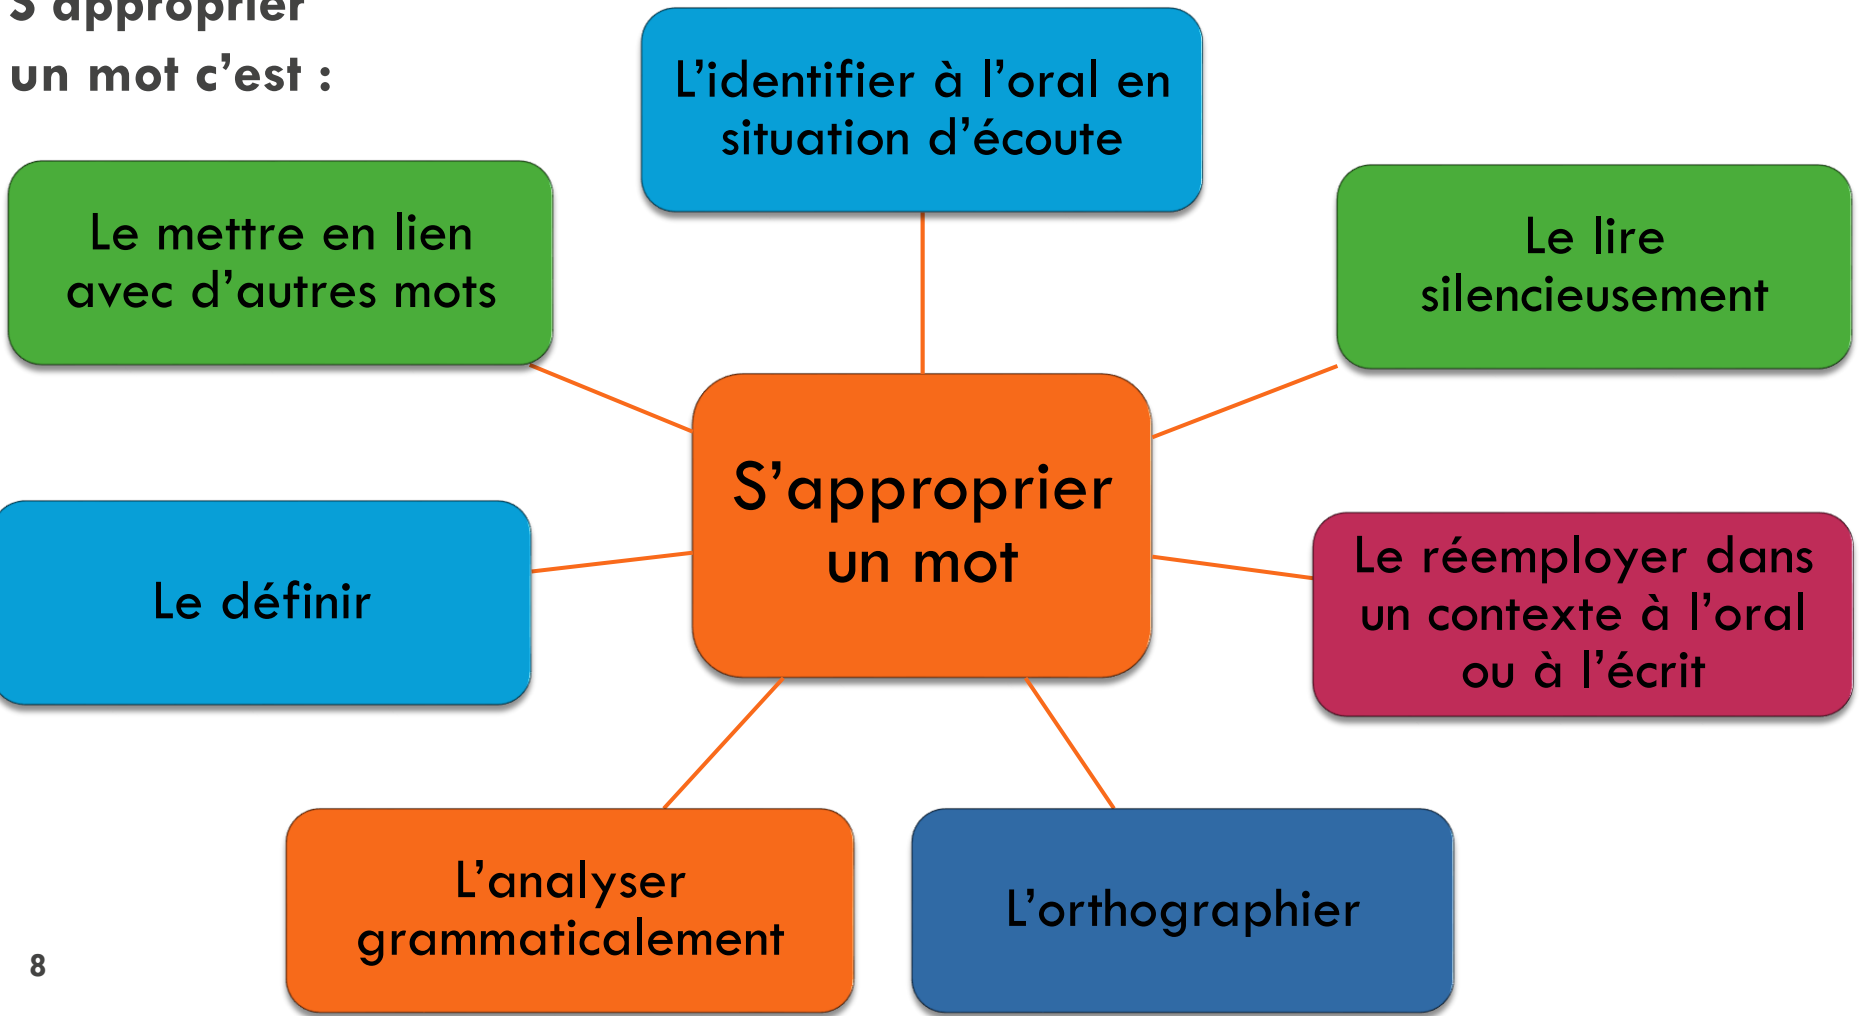 S'approprier
un mot c'est :
L'identifier à l'oral en
situation d'écoute
Le lire
silencieusement
Le réemployer dans
un contexte à l'oral
ou à l'écrit
L'orthographier
L'analyser
grammaticalement
Le définir
Le mettre en lien
avec d'autres mots
S'approprier
un mot
8